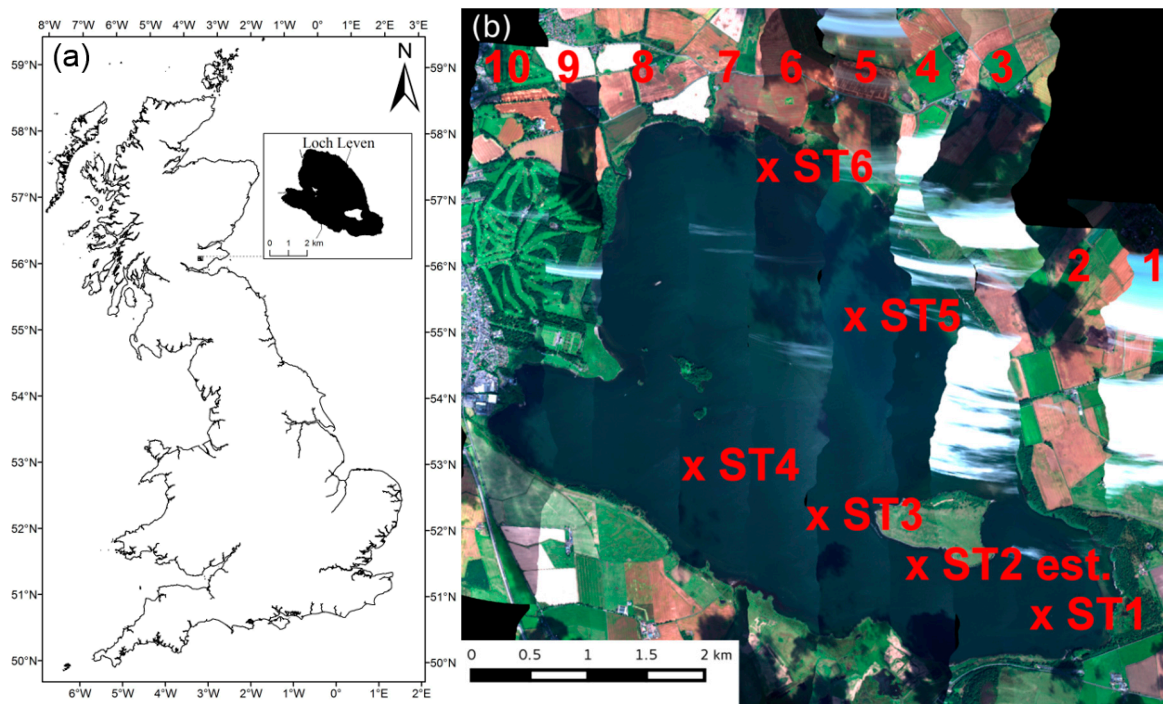 8°W 6°W 5°W 4°W 3°W 2°W 1°W 0° 1°E 2°E 3°E
(a)
N
59°N
58°N
57°N
56°N
55°N
54°N
53°N
52°N
51°N
50°N
Loch Leven
0 1 2 km
59°N
58°N
57°N
56°N
55°N
54°N
53°N
52°N
51°N
50°N
6°W 5°W 4°W 3°W 2°W 1°W 0° 1°E 2°E
(b)
10 9 8 7 6 5 4 3
2 1
x ST6
x ST5
x ST4
x ST3
x ST2 est.
x ST1
0 0.5 1 1.5 2 km